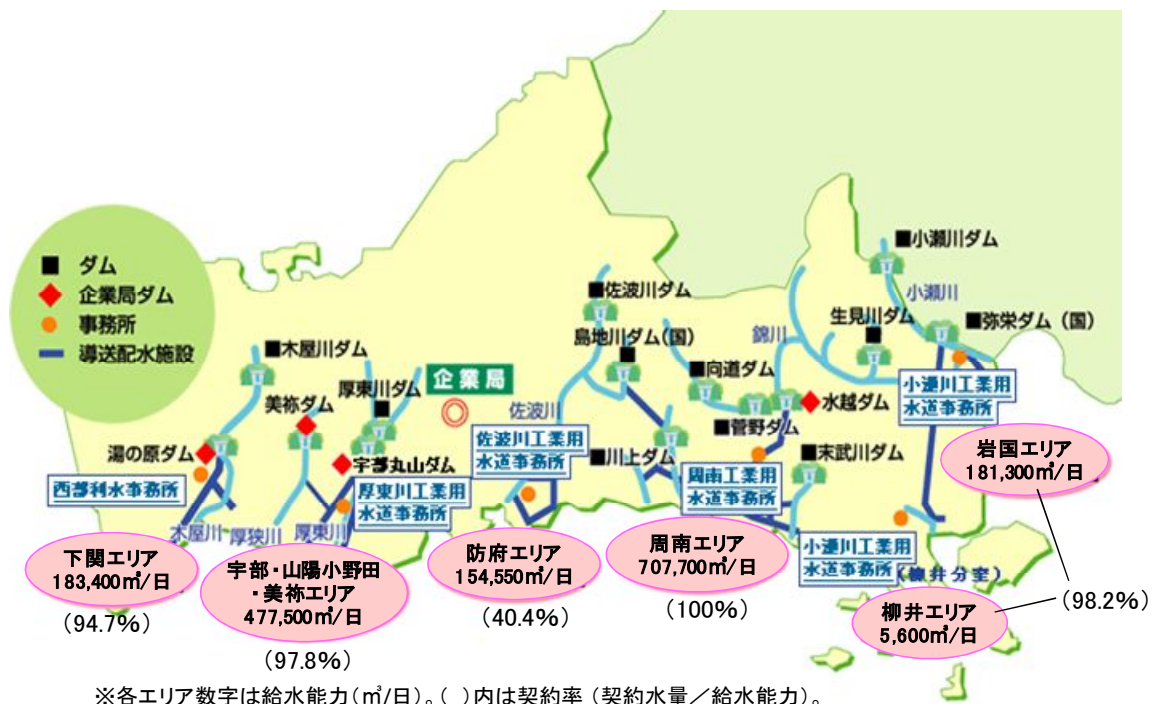 ダム
企業局ダム
事務所
導送配水施設
小瀬川ダム
小瀬川
弥栄ダム（国）
佐波川ダム
島地川ダム（国）
錦川
生見川ダム
木屋川ダム
厚東川ダム
美祢ダム
企業局
向道ダム
水越ダム
小瀬川工業用
水道事務所
佐波川
菅野ダム
佐波川工業用
水道事務所
湯の原ダム
宇部丸山ダム
川上ダム
末武川ダム
岩国エリア
181,300㎥/日
西部利水事務所
厚東川工業用
水道事務所
周南工業用
水道事務所
木屋川
厚狭川
厚東川
小瀬川工業用
水道事務所
（柳井分室）
下関エリア
183,400㎥/日
（94.7%）
宇部・山陽小野田
・美祢エリア
477,500㎥/日
（97.8%）
防府エリア
154,550㎥/日
（40.4%）
周南エリア
707,700㎥/日
（100%）
柳井エリア
5,600㎥/日
（98.2%）
※各エリア数字は給水能力（㎥/日）。（ ）内は契約率（契約水量／給水能力）。